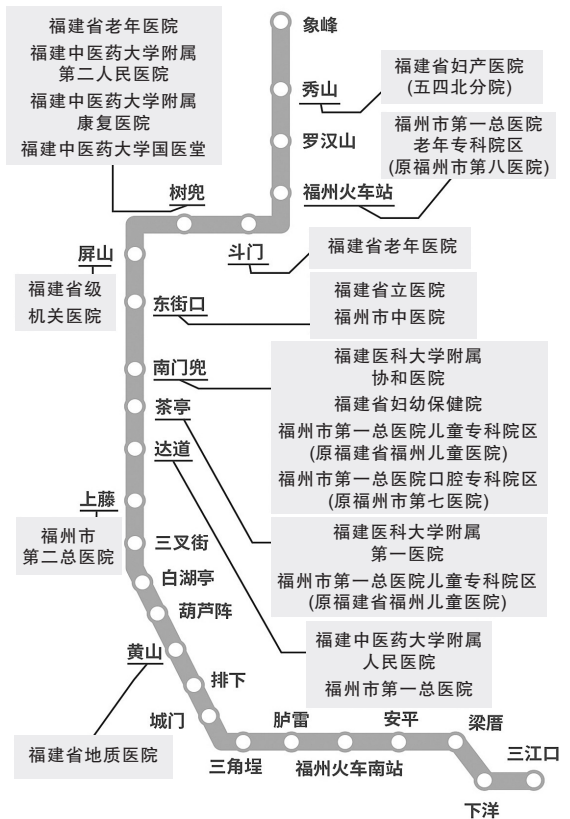 福建省老年医院
福建中医药大学附属
第二人民医院
福建中医药大学附属
康复医院
福建中医药大学国医堂
象峰
秀山
福建省妇产医院
(五四北分院)
罗汉山
福州市第一总医院
老年专科院区
(原福州市第八医院)
树兜
福州火车站
斗门
福建省老年医院
屏山
福建省级
机关医院
东街口
福建省立医院
福州市中医院
南门兜
福建医科大学附属
协和医院
福建省妇幼保健院
福州市第一总医院儿童专科院区
(原福建省福州儿童医院)
福州市第一总医院口腔专科院区
(原福州市第七医院)
茶亭
达道
上藤
福州市
第二总医院
三叉街
福建医科大学附属
第一医院
福州市第一总医院儿童专科院区
(原福建省福州儿童医院)
白湖亭
葫芦阵
黄山
福建中医药大学附属
人民医院
福州市第一总医院
排下
城门
福建省地质医院
三角埕
胪雷
福州火车南站
安平
梁厝
三江口
下洋